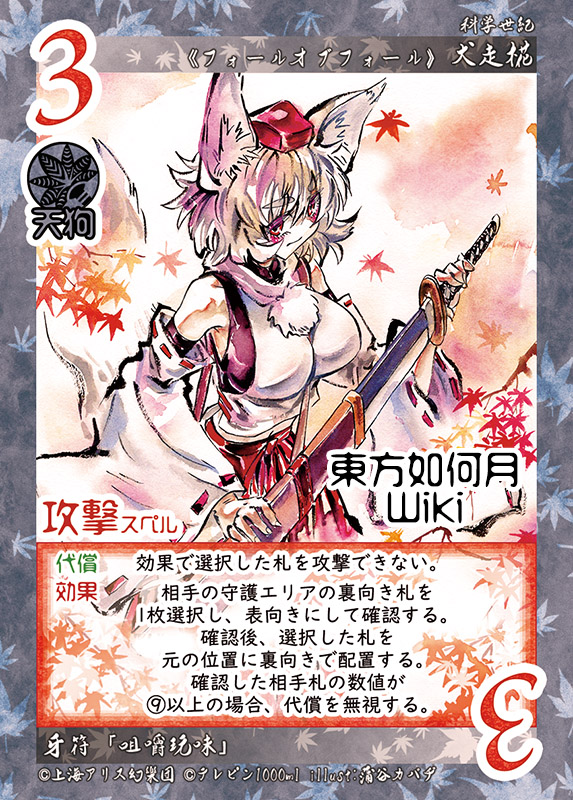 科学世紀
3
《フォールオブフォール》 犬走椛
天狗
東方如何月
Wiki
攻撃スペル
代償 効果で選択した札を攻撃できない。
効果 相手の守護エリアの裏向き札を
1枚選択し、表向きにして確認する。
確認後、選択した札を
元の位置に裏向きで配置する。
確認した相手札の数値が
⑨以上の場合、代償を無視する。
3
牙符「咀嚼玩味」
©上海アリス幻樂団 ©テレピン1000ml illust:蒲谷カバヂ